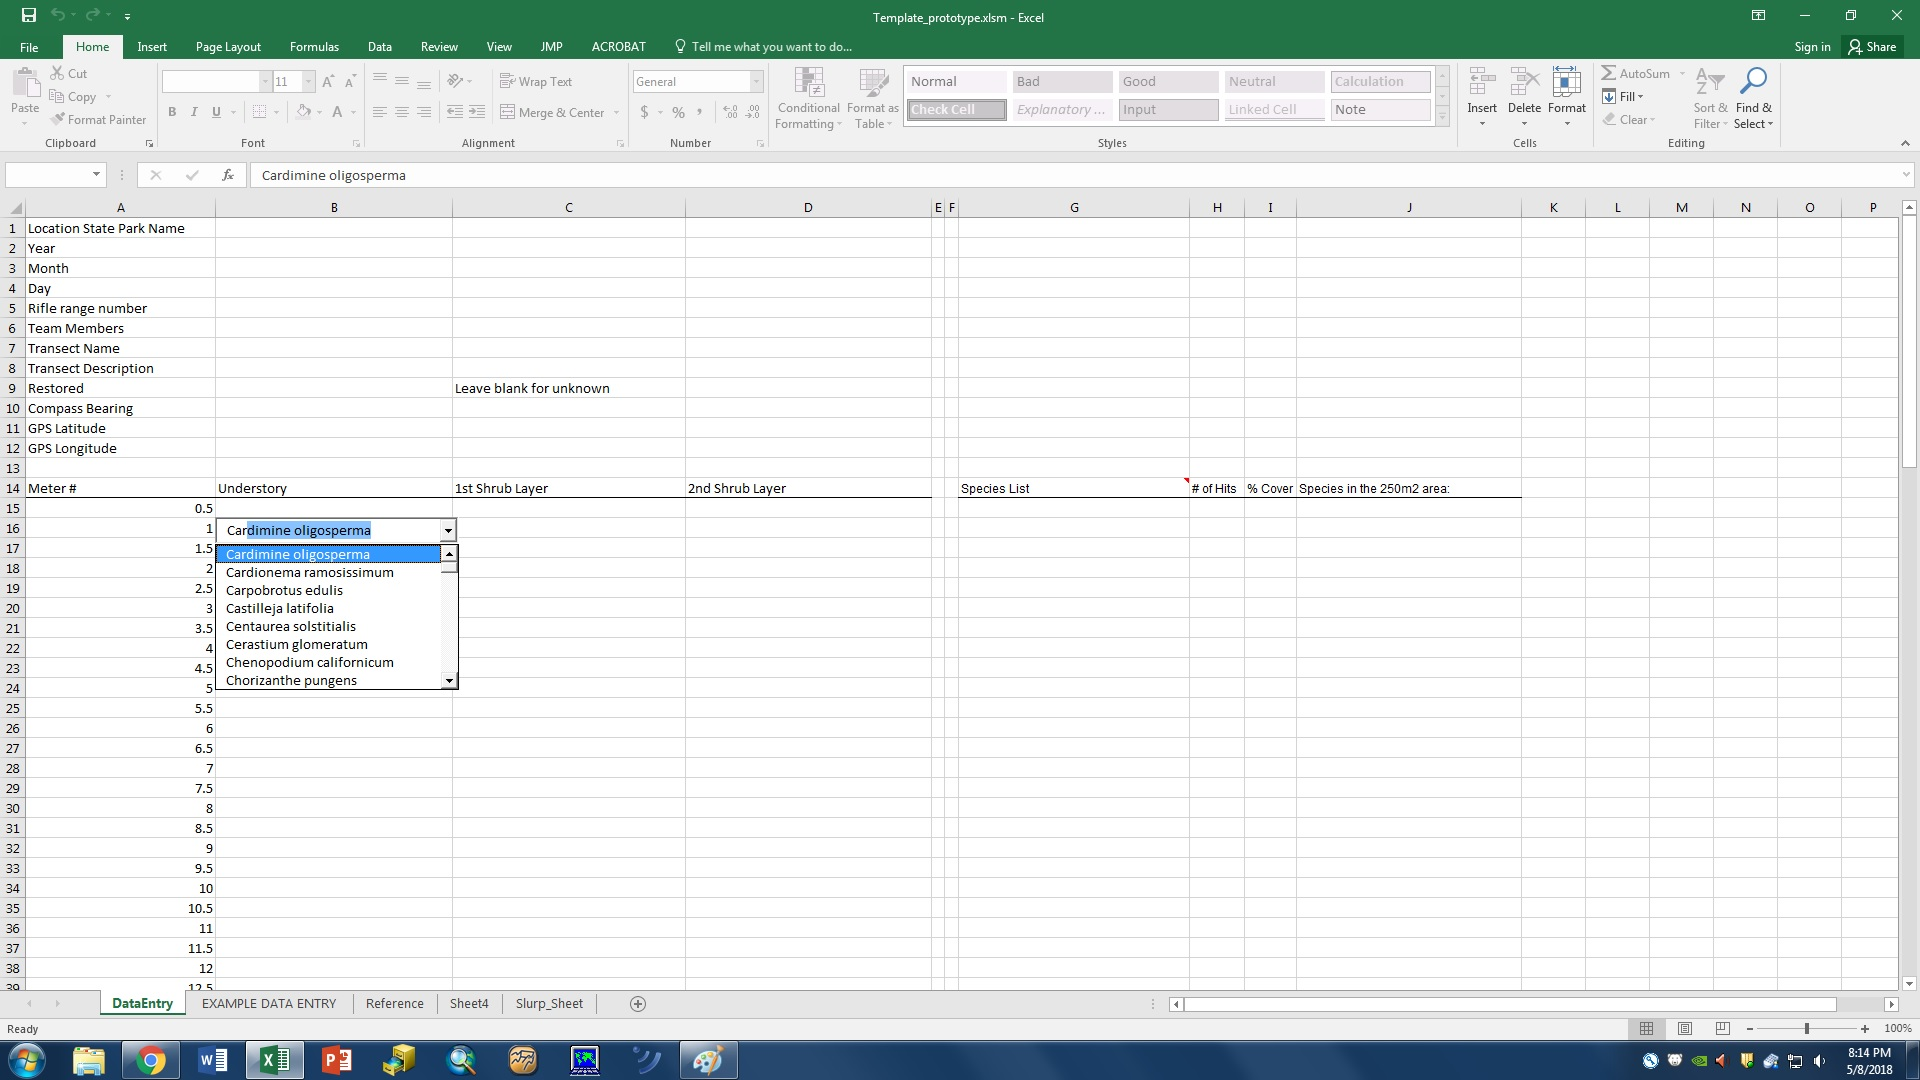 Template_prototype.xlsm - Excel
File Home Insert Page Layout Formulas Data Review View JMP ACROBAT Tell me what you want to do... Sign in Share
Cut
Copy
Format Painter
Paste
Clipboard
11
B I U A
Font
Wrap Text
Merge & Center
Alignment
General
$ % ,
Number
Conditional Formatting
Format as Table
Normal Bad Good Neutral Calculation
Check Cell Explanatory ... Input Linked Cell Note
Styles
Insert Delete Format
Cells
AutoSum
Fill
Clear
Sort & Filter
Find & Select
Editing
fx Cardimine oligosperma
A B C D E F G H I J K L M N O P
1 Location State Park Name
2 Year
3 Month
4 Day
5 Rifle range number
6 Team Members
7 Transect Name
8 Transect Description
9 Restored Leave blank for unknown
10 Compass Bearing
11 GPS Latitude
12 GPS Longitude
13
14 Meter # Understory 1st Shrub Layer 2nd Shrub Layer Species List # of Hits % Cover Species in the 250m2 area:
15 0.5
16 1 Cardimine oligosperma
17 1.5 Cardimine oligosperma
18 2 Cardionema ramosissimum
19 2.5 Carpobrotus edulis
20 3 Castilleja latifolia
21 3.5 Centaurea solstitialis
22 4 Cerastium glomeratum
23 4.5 Chenopodium californicum
24 5 Chorizanthe pungens
25 5.5
26 6
27 6.5
28 7
29 7.5
30 8
31 8.5
32 9
33 9.5
34 10
35 10.5
36 11
37 11.5
38 12
39 12.5
DataEntry EXAMPLE DATA ENTRY Reference Sheet4 Slurp_Sheet
Ready 100%
8:14 PM
5/8/2018